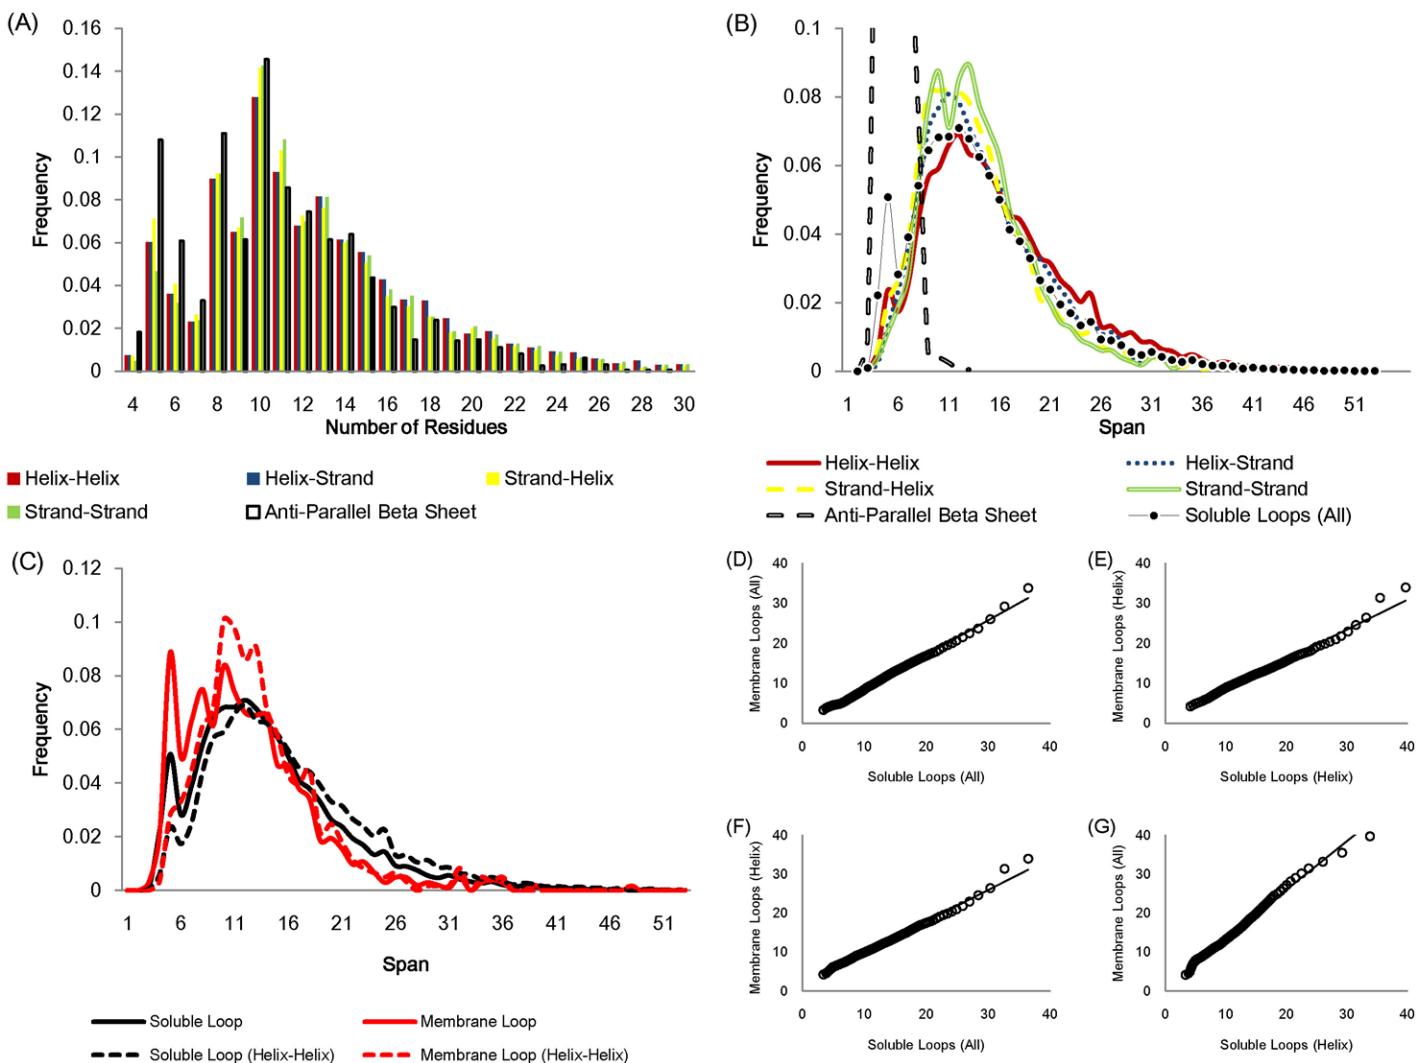 (A)
0.16
0.14
0.12
0.1
0.08
0.06
0.04
0.02
0
Frequency
4 6 8 10 12 14 16 18 20 22 24 26 28 30
Number of Residues
Helix-Helix Helix-Strand Strand-Helix
Strand-Strand Anti-Parallel Beta Sheet
(B)
0.1
0.08
0.06
0.04
0.02
0
Frequency
1 6 11 16 21 26 31 36 41 46 51
Span
Helix-Helix Helix-Strand
Strand-Helix Strand-Strand
Anti-Parallel Beta Sheet Soluble Loops (All)
(C)
0.12
0.1
0.08
0.06
0.04
0.02
0
Frequency
1 6 11 16 21 26 31 36 41 46 51
Span
Soluble Loop Membrane Loop
Soluble Loop (Helix-Helix) Membrane Loop (Helix-Helix)
(D)
40
30
20
10
0
Membrane Loops (All)
0 10 20 30 40
Soluble Loops (All)
(E)
40
30
20
10
0
Membrane Loops (Helix)
0 10 20 30 40
Soluble Loops (Helix)
(F)
40
30
20
10
0
Membrane Loops (Helix)
0 10 20 30 40
Soluble Loops (All)
(G)
40
30
20
10
0
Membrane Loops (All)
0 10 20 30 40
Soluble Loops (Helix)